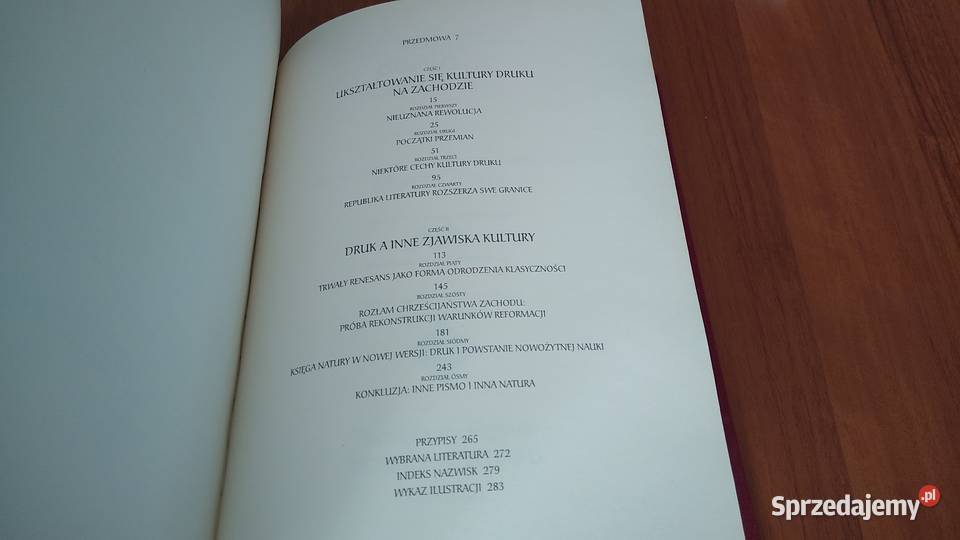 PRZEDMOWA 7
CZĘŚĆ I
UKSZTAŁTOWANIE SIĘ KULTURY DRUKU
NA ZACHODZIE
15
ROZDZIAŁ PIERWSZY
NIEUZNANA REWOLUCJA
25
ROZDZIAŁ DRUGI
POCZĄTKI PRZEMIAN
51
ROZDZIAŁ TRZECI
NIEKTÓRE CECHY KULTURY DRUKU
95
ROZDZIAŁ CZWARTY
REPUBLIKA LITERATURY ROZSZERZA SWE GRANICE
CZĘŚĆ II
DRUK A INNE ZJAWISKA KULTURY
113
ROZDZIAŁ PIĄTY
TRWAŁY RENESANS JAKO FORMA ODRODZENIA KLASYCZNOŚCI
145
ROZDZIAŁ SZÓSTY
ROZŁAM CHRZEŚCIJAŃSTWA ZACHODU:
PRÓBA REKONSTRUKCJI WARUNKÓW REFORMACJI
181
ROZDZIAŁ SIÓDMY
KSIĘGA NATURY W NOWEJ WERSJI: DRUK I POWSTANIE NOWOŻYTNEJ NAUKI
243
ROZDZIAŁ ÓSMY
KONKLUZJA: INNE PISMO I INNA NATURA
PRZYPISY 265
WYBRANA LITERATURA 272
INDEKS NAZWISK 279
WYKAZ ILUSTRACJI 283
Sprzedajemy.pl